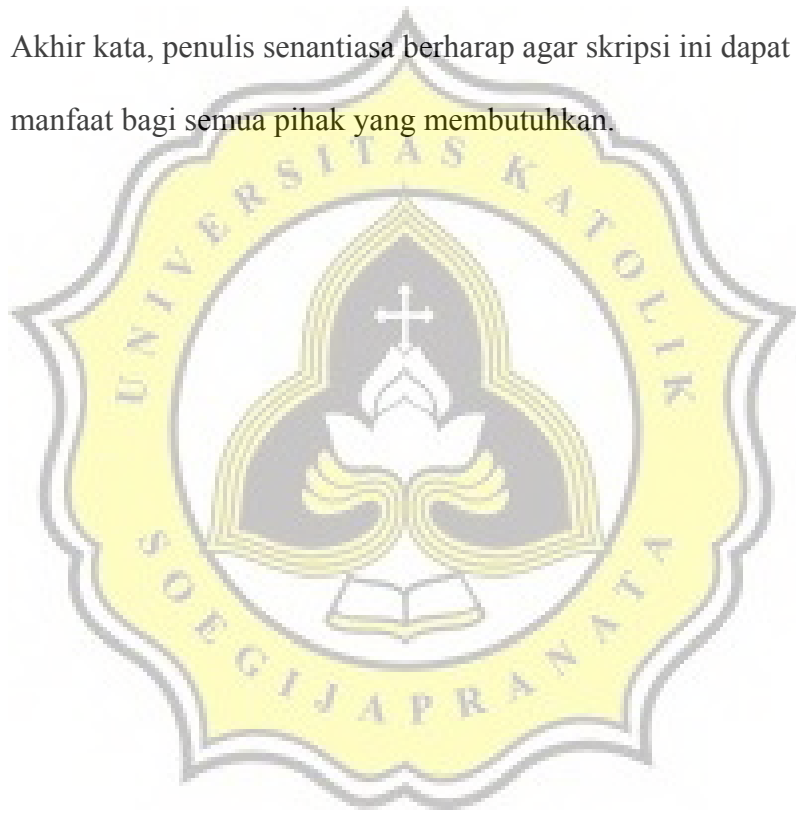 Akhir kata, penulis senantiasa berharap agar skripsi ini dapat
manfaat bagi semua pihak yang membutuhkan.
UNIVERSITAS KATOLIK
SOEGIJAPRANATA